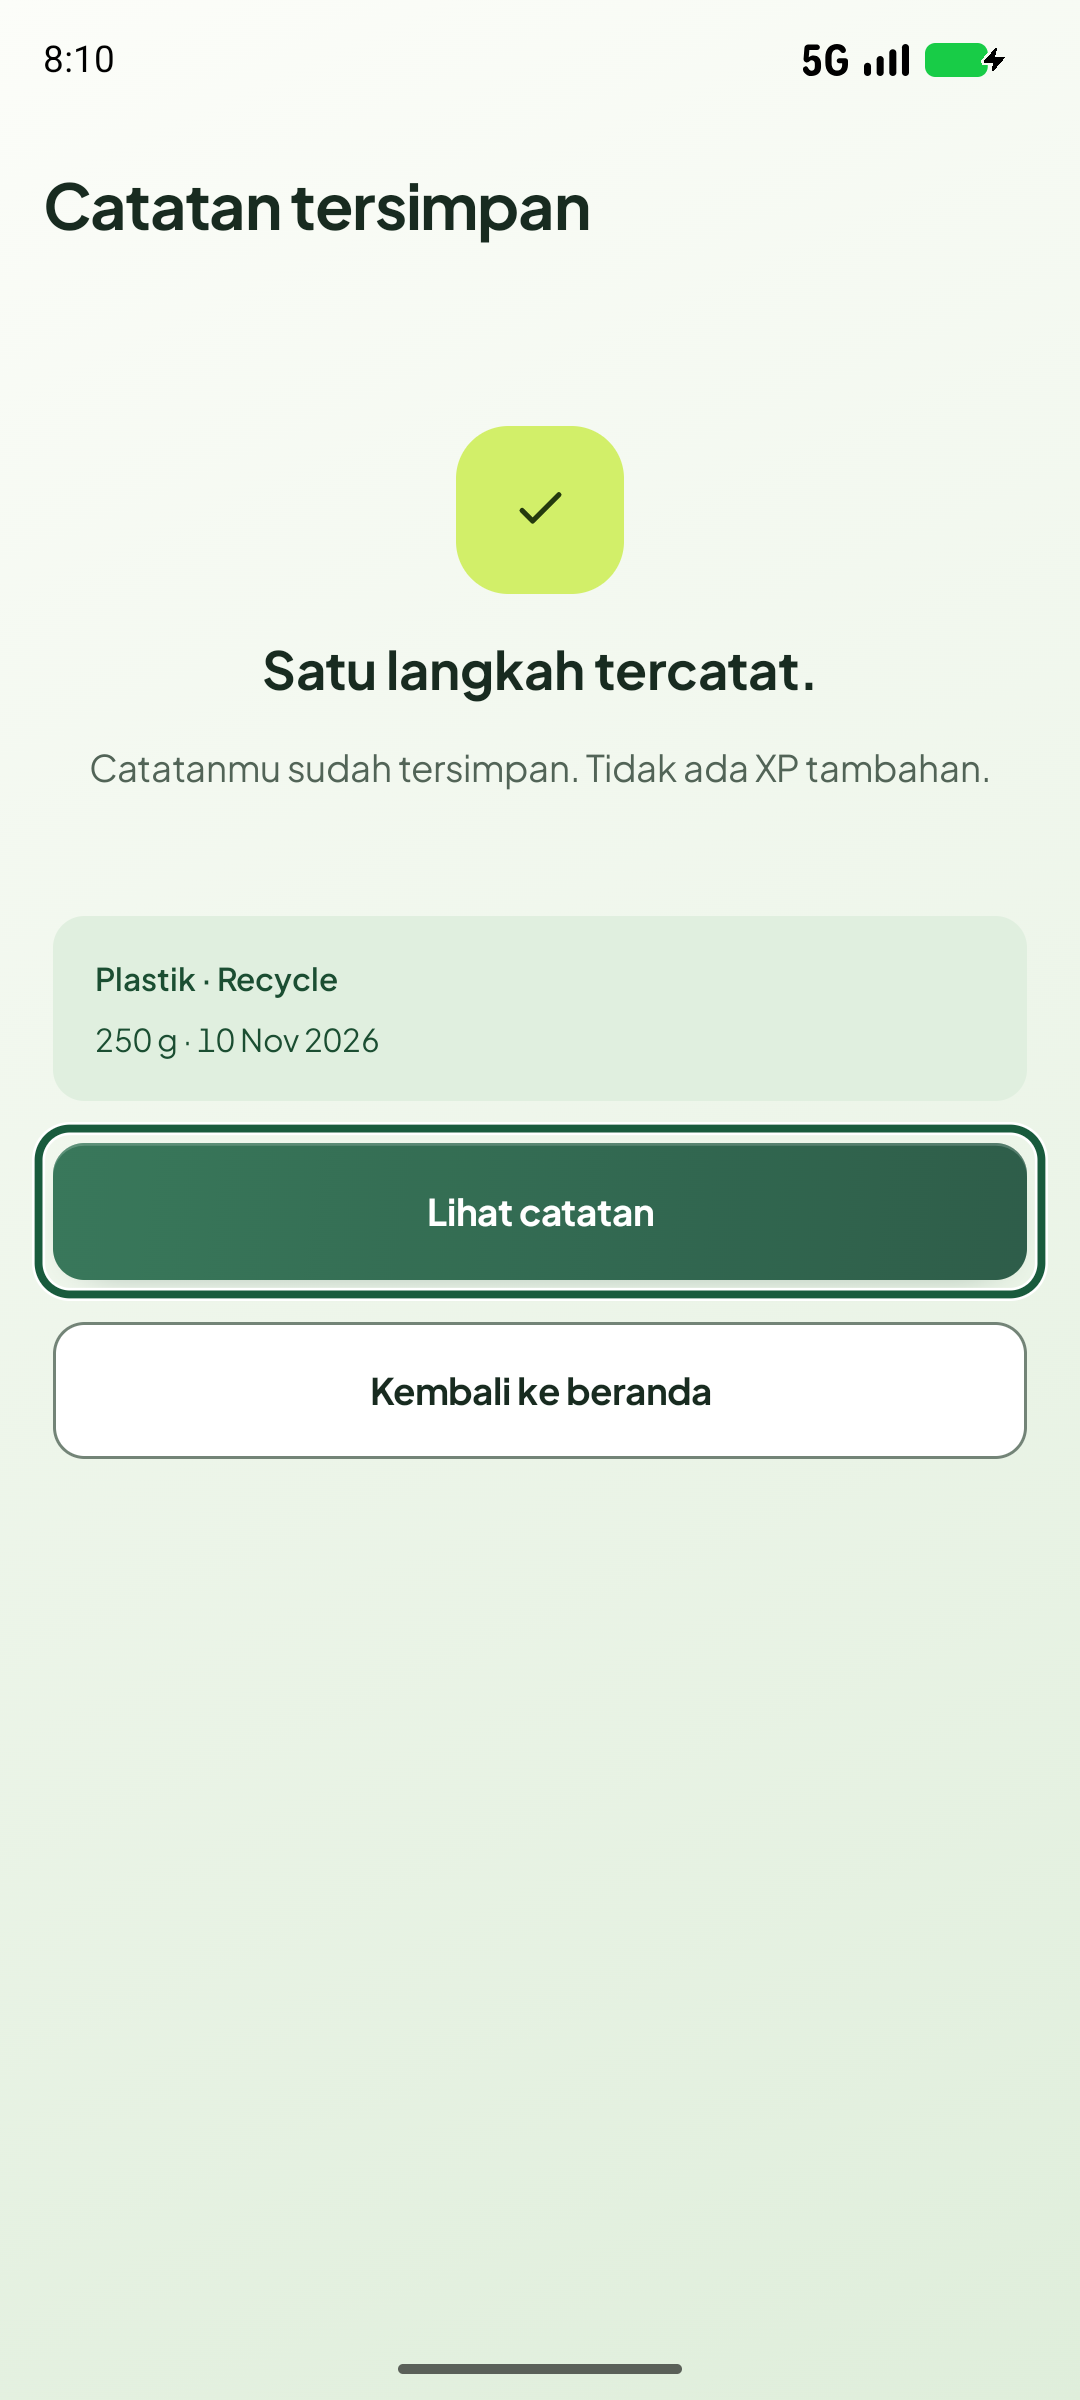 8:10
5G
Catatan tersimpan
Satu langkah tercatat.
Catatanmu sudah tersimpan. Tidak ada XP tambahan.
Plastik · Recycle
250 g · 10 Nov 2026
Lihat catatan
Kembali ke beranda